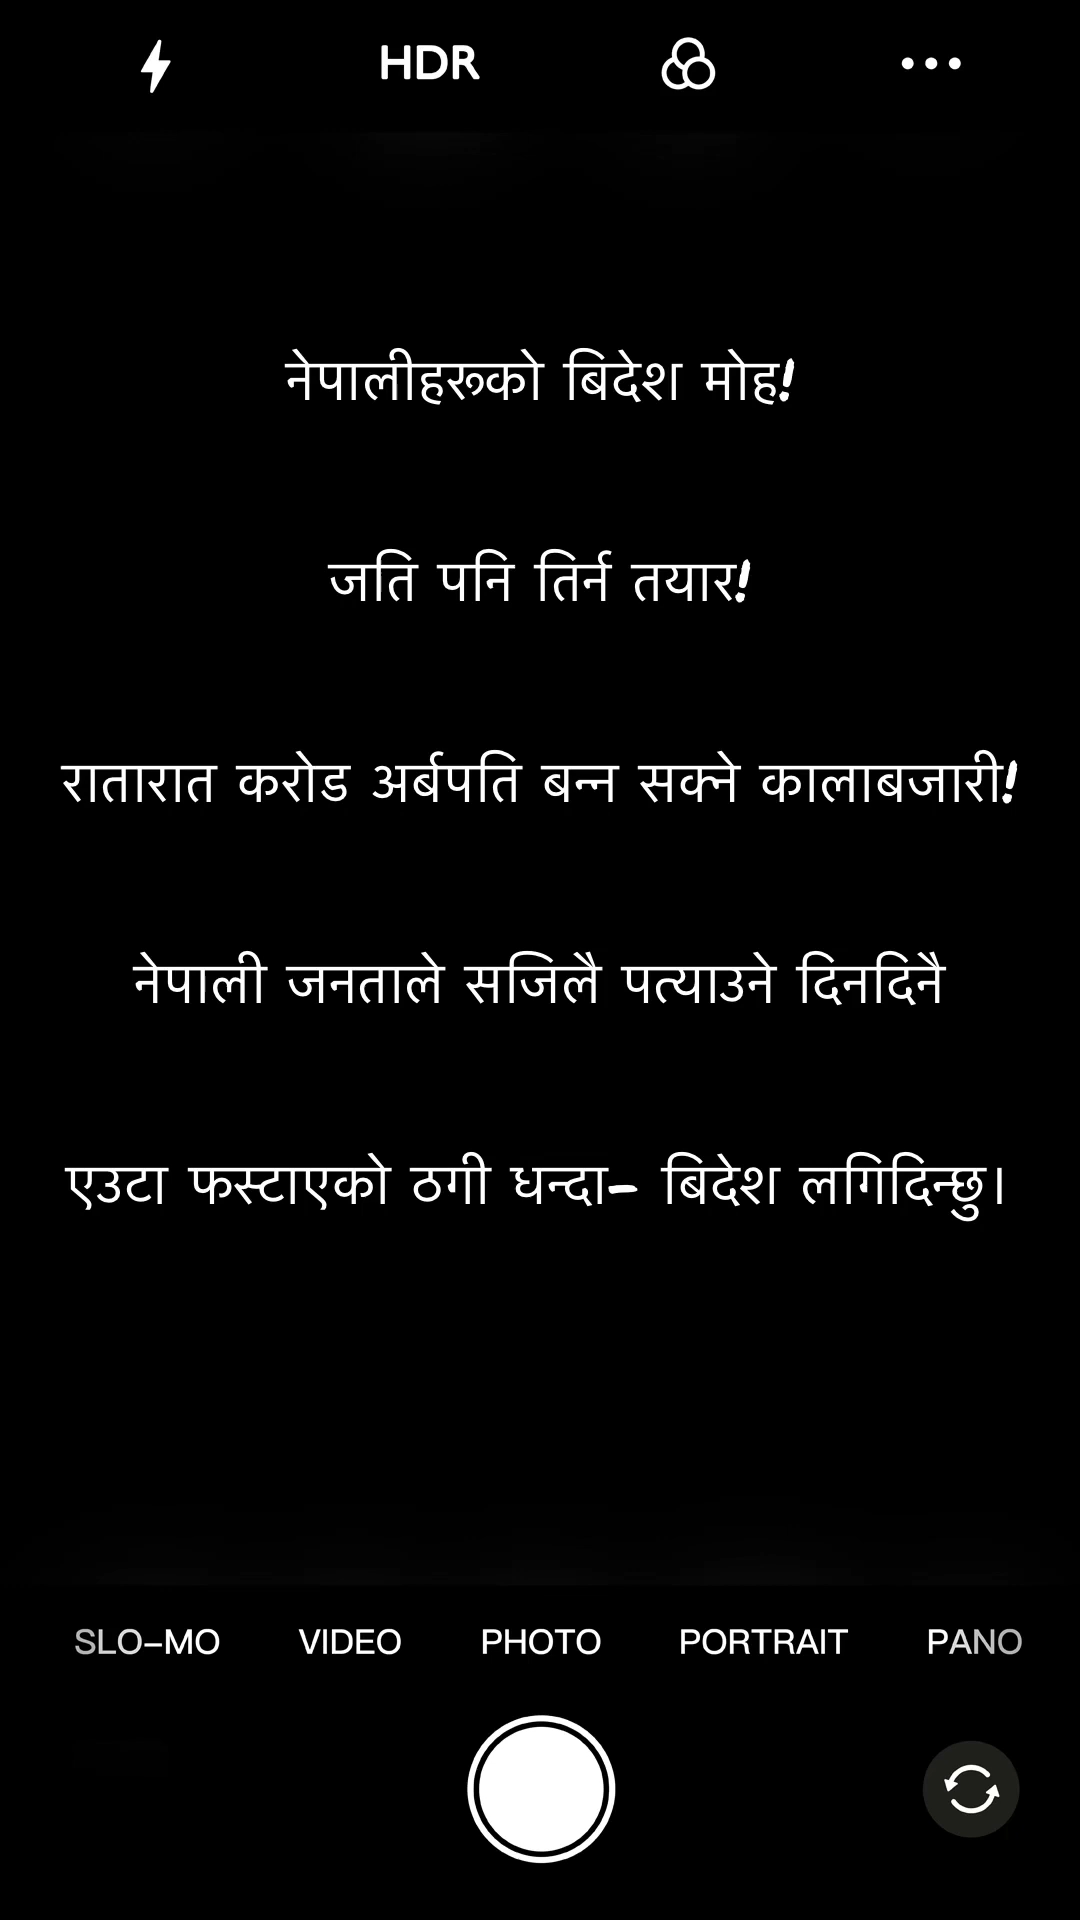 HDR
नेपालीहरूको बिदेश मोह!
जति पनि तिर्न तयार!
रातारात करोड अर्बपति बन्न सक्ने कालाबजारी!
नेपाली जनताले सजिलै पत्याउने दिनदिनै
एउटा फस्टाएको ठगी धन्दा- बिदेश लगिदिन्छु।
SLO-MO VIDEO PHOTO PORTRAIT PANO